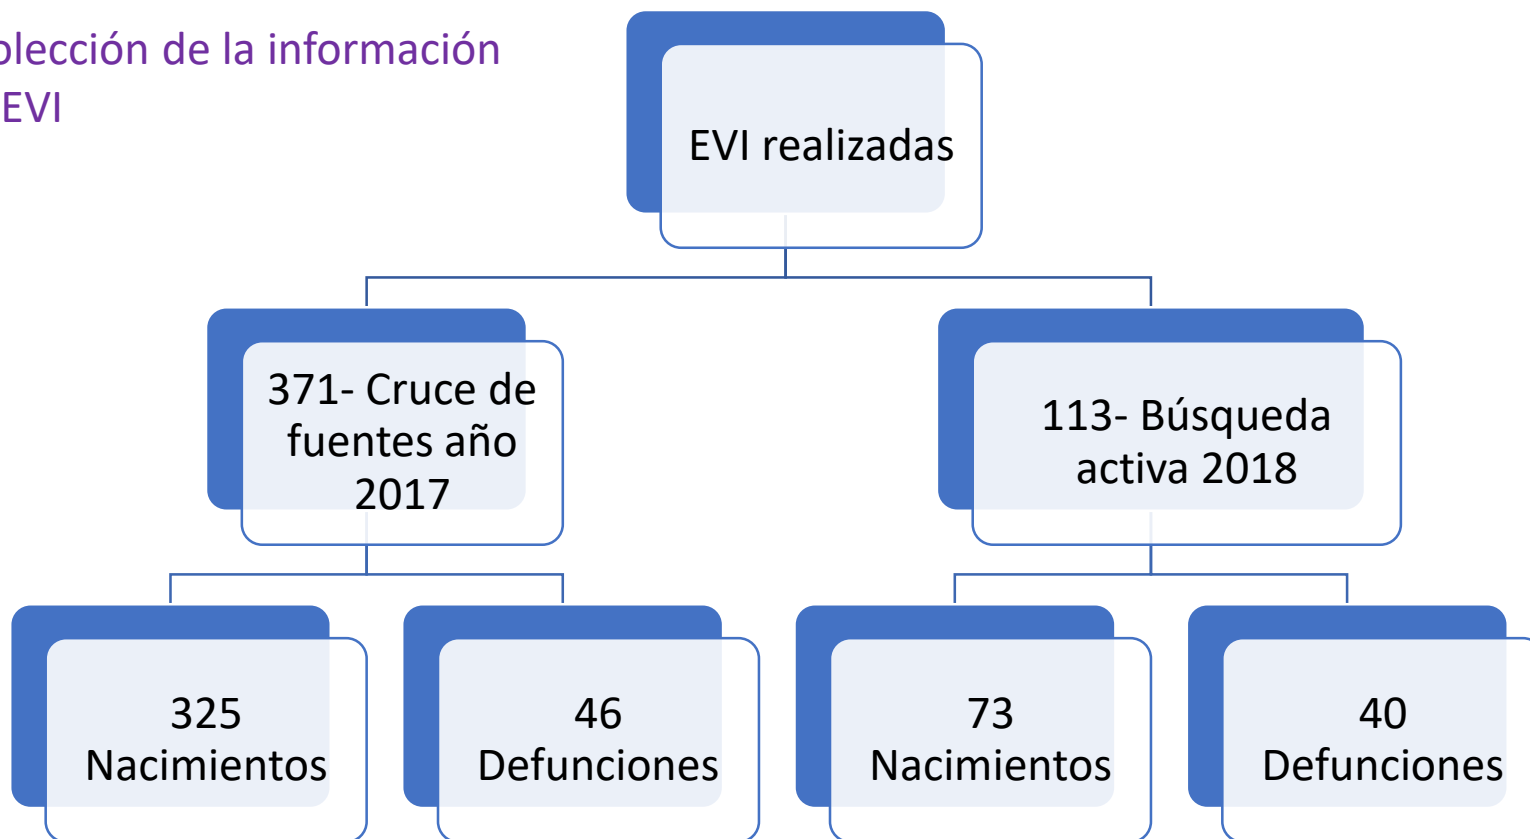 olección de la información
EVI
EVI realizadas
371- Cruce de
fuentes año
2017
113- Búsqueda
activa 2018
325
Nacimientos
46
Defunciones
73
Nacimientos
40
Defunciones